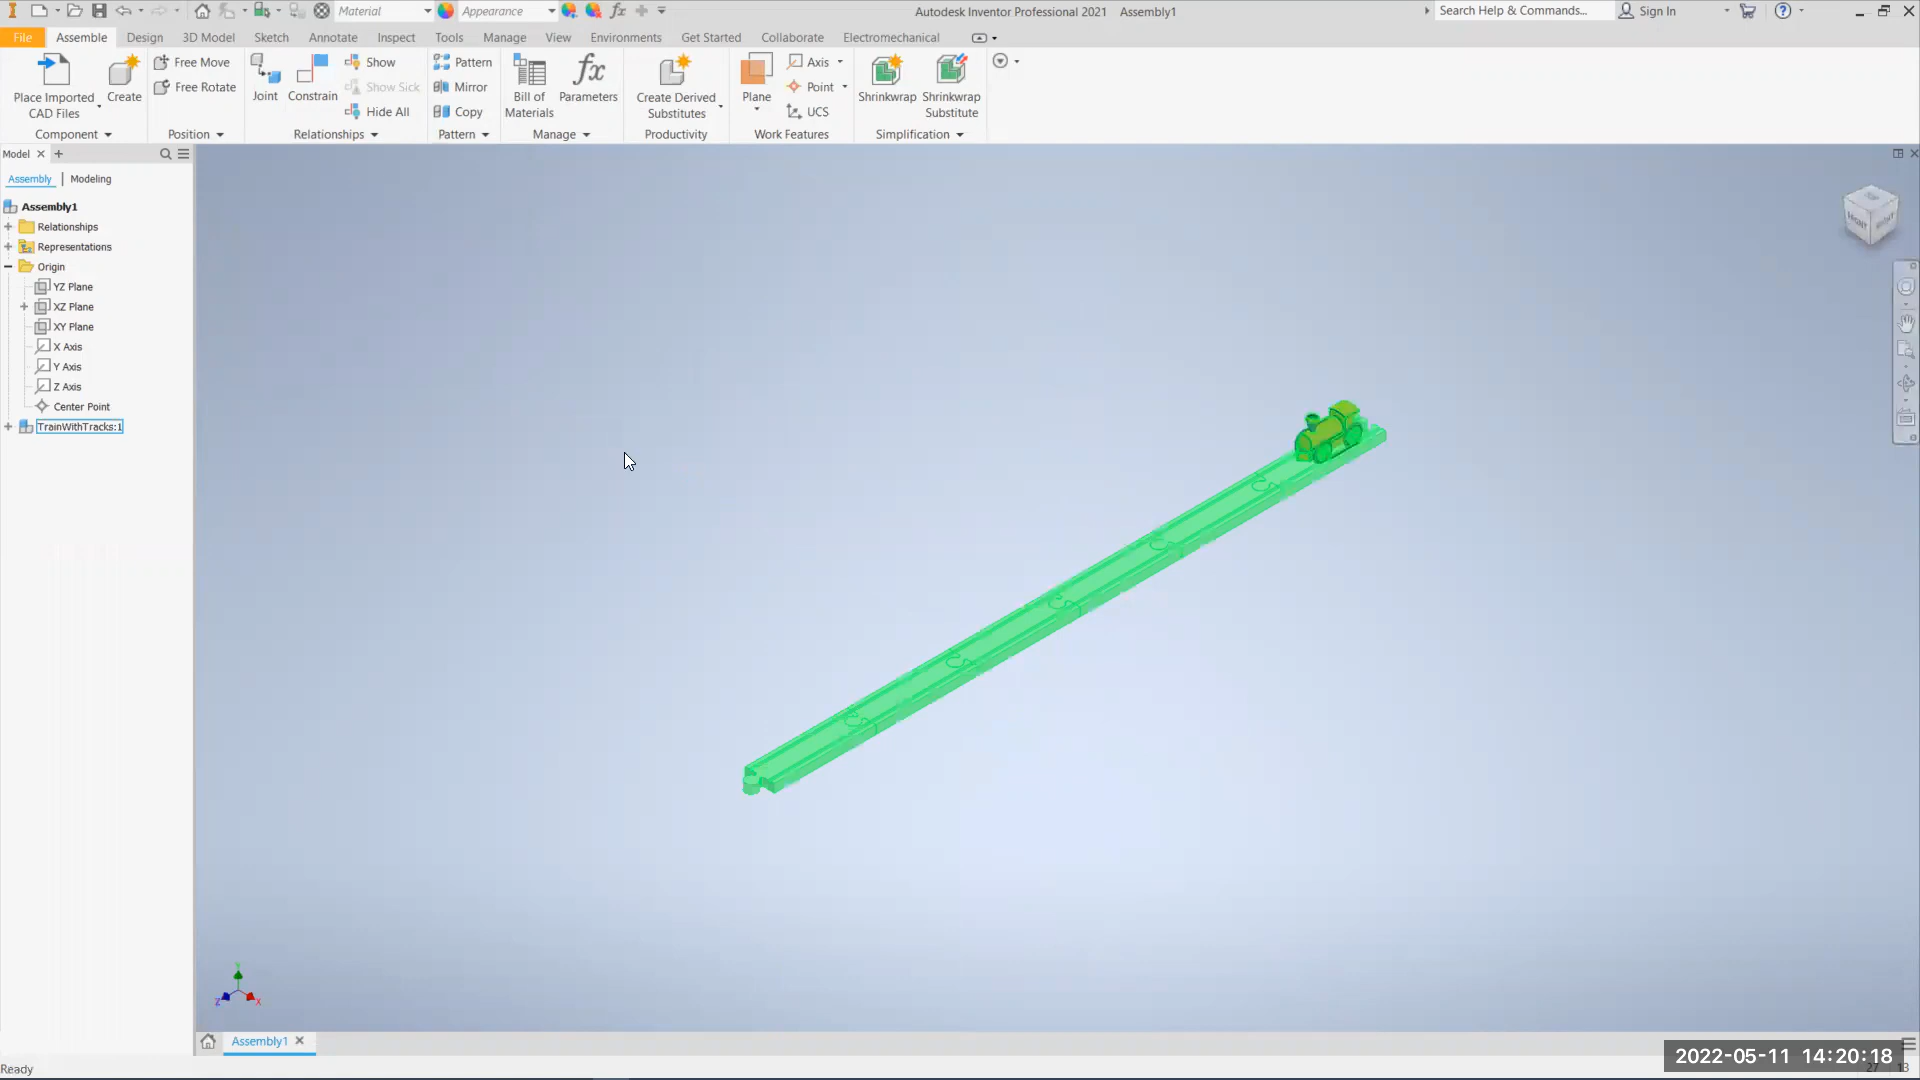 Material
Appearance
fx
Autodesk Inventor Professional 2021 Assembly1
Search Help & Commands...
Sign In
File
Assemble
Design
3D Model
Sketch
Annotate
Inspect
Tools
Manage
View
Environments
Get Started
Collaborate
Electromechanical
Place Imported
CAD Files
Create
Component
Free Move
Free Rotate
Position
Joint
Constrain
Show
Show Sick
Hide All
Relationships
Pattern
Mirror
Copy
Pattern
Bill of
Materials
fx
Parameters
Manage
Create Derived
Substitutes
Productivity
Plane
Axis
Point
UCS
Work Features
Shrinkwrap
Shrinkwrap
Substitute
Simplification
Model
Assembly | Modeling
Assembly1
Relationships
Representations
Origin
YZ Plane
XZ Plane
XY Plane
X Axis
Y Axis
Z Axis
Center Point
TrainWithTracks:1
RIGHT
Y
Z
X
Assembly1
Ready
2022-05-11 14:20:18